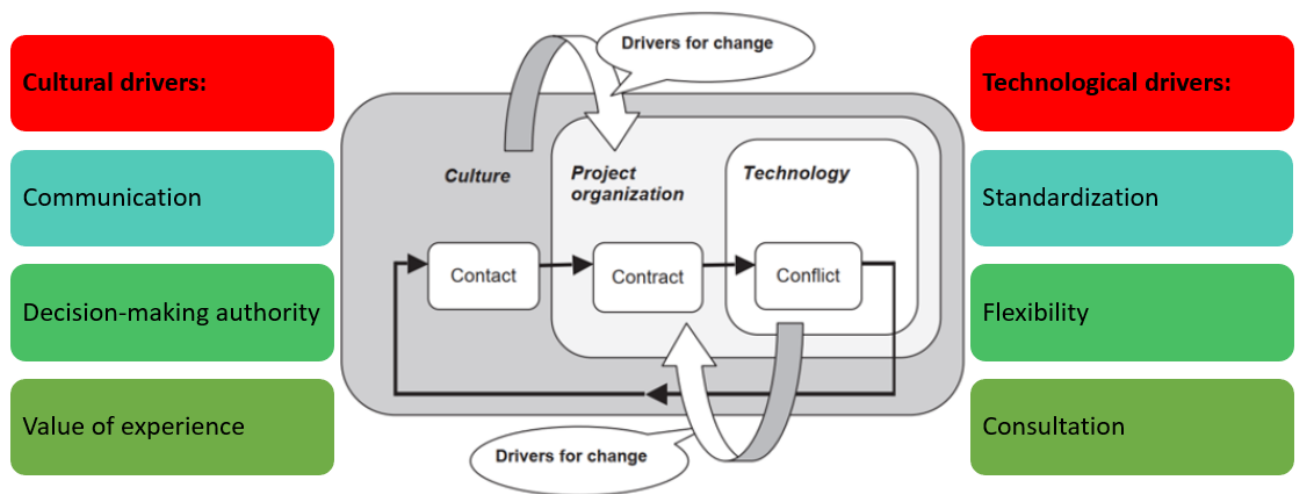 Cultural drivers:
Communication
Decision-making authority
Value of experience
Drivers for change
Culture
Project
organization
Technology
Contact
Contract
Conflict
Drivers for change
Technological drivers:
Standardization
Flexibility
Consultation